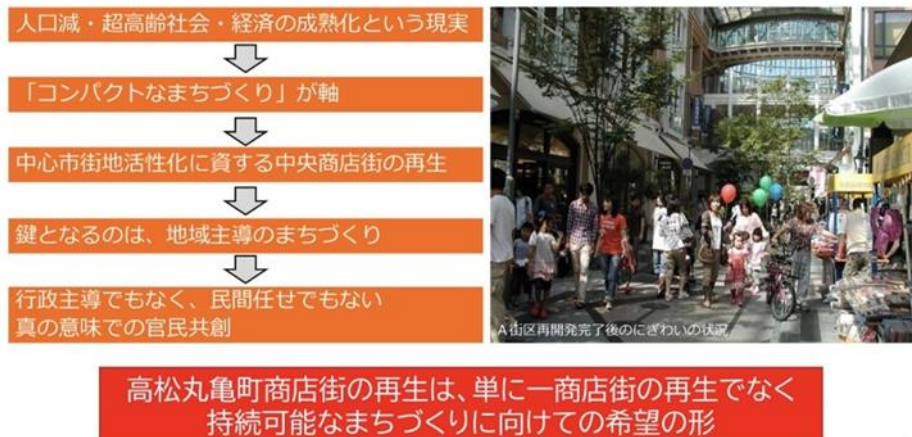 人口減・超高齢社会・経済の成熟化という現実
「コンパクトなまちづくり」が軸
中心市街地活性化に資する中央商店街の再生
鍵となるのは、地域主導のまちづくり
行政主導でもなく、民間任せでもない
真の意味での官民共創
A街区再開発完了後のにぎわいの状況
高松丸亀町商店街の再生は、単に一商店街の再生でなく
持続可能なまちづくりに向けての希望の形